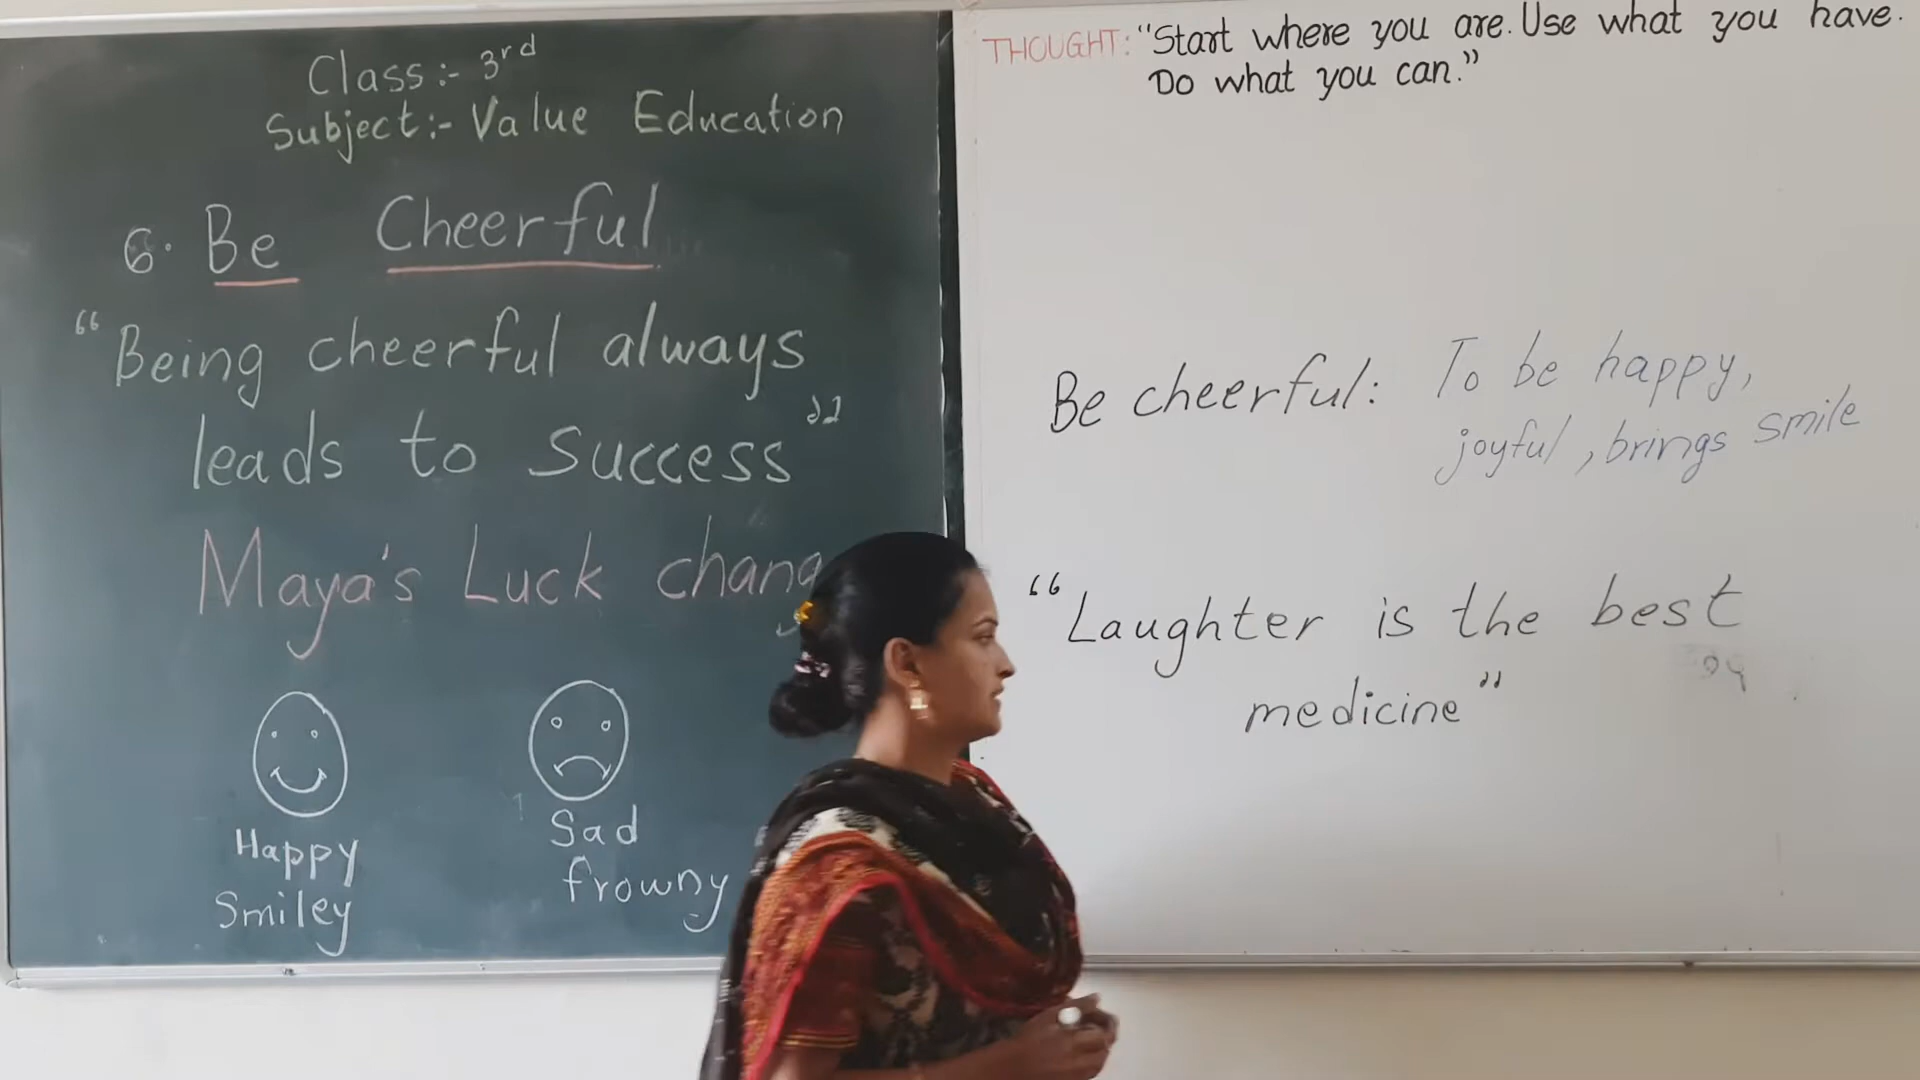 Class:- 3rd
Subject:- Value Education
6. Be Cheerful
"Being cheerful always
leads to success"
Maya's Luck
Happy
Smiley
Sad
frowny
THOUGHT: "Start where you are. Use what you have.
Do what you can."
Be cheerful: To be happy,
joyful, brings smile
"Laughter is the best
medicine"